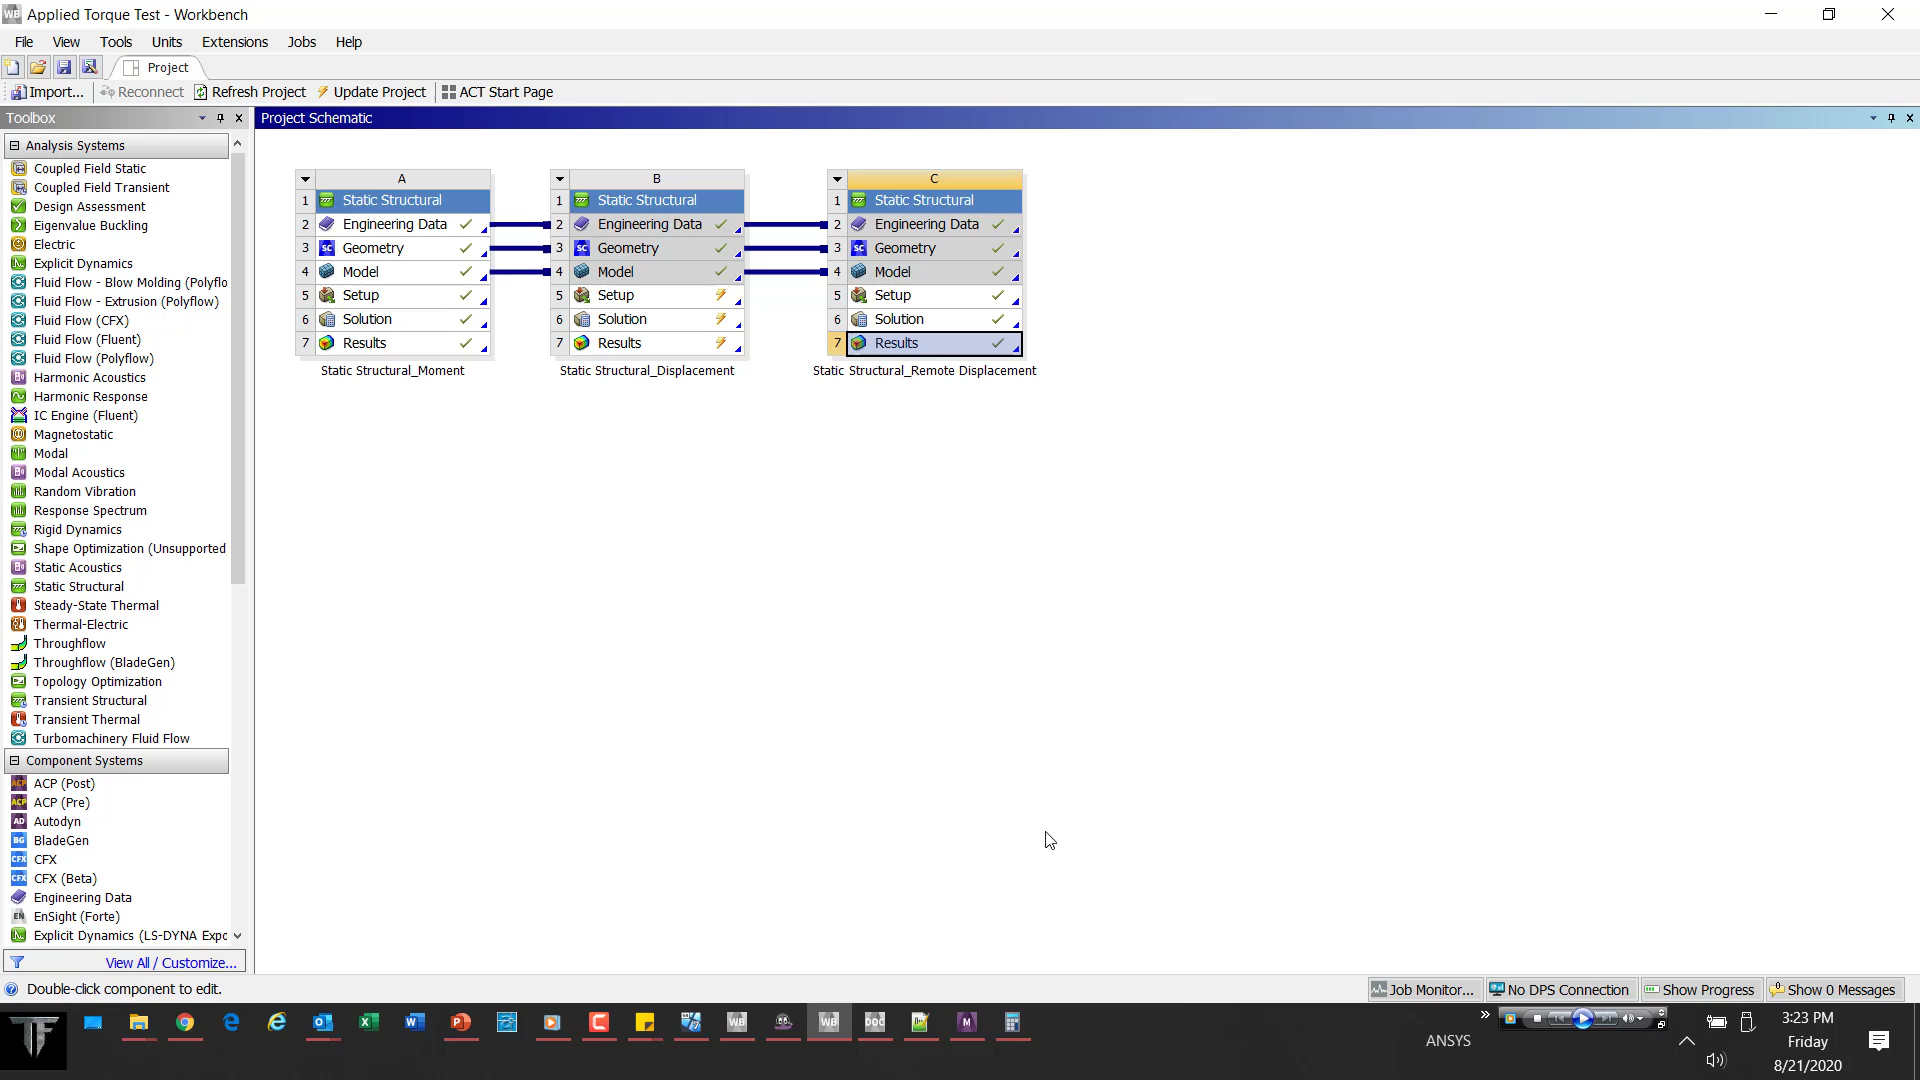 Applied Torque Test - Workbench
File View Tools Units Extensions Jobs Help
Project
Import... Reconnect Refresh Project Update Project ACT Start Page
Toolbox
Analysis Systems
Coupled Field Static
Coupled Field Transient
Design Assessment
Eigenvalue Buckling
Electric
Explicit Dynamics
Fluid Flow - Blow Molding (Polyflo
Fluid Flow - Extrusion (Polyflow)
Fluid Flow (CFX)
Fluid Flow (Fluent)
Fluid Flow (Polyflow)
Harmonic Acoustics
Harmonic Response
IC Engine (Fluent)
Magnetostatic
Modal
Modal Acoustics
Random Vibration
Response Spectrum
Rigid Dynamics
Shape Optimization (Unsupported
Static Acoustics
Static Structural
Steady-State Thermal
Thermal-Electric
Throughflow
Throughflow (BladeGen)
Topology Optimization
Transient Structural
Transient Thermal
Turbomachinery Fluid Flow
Component Systems
ACP (Post)
ACP (Pre)
Autodyn
BladeGen
CFX
CFX (Beta)
Engineering Data
EnSight (Forte)
Explicit Dynamics (LS-DYNA Expo
View All / Customize...
Project Schematic
A
1 Static Structural
2 Engineering Data
3 Geometry
4 Model
5 Setup
6 Solution
7 Results
Static Structural_Moment
B
1 Static Structural
2 Engineering Data
3 Geometry
4 Model
5 Setup
6 Solution
7 Results
Static Structural_Displacement
C
1 Static Structural
2 Engineering Data
3 Geometry
4 Model
5 Setup
6 Solution
7 Results
Static Structural_Remote Displacement
Double-click component to edit.
Job Monitor... No DPS Connection Show Progress Show 0 Messages
ANSYS
3:23 PM
Friday
8/21/2020